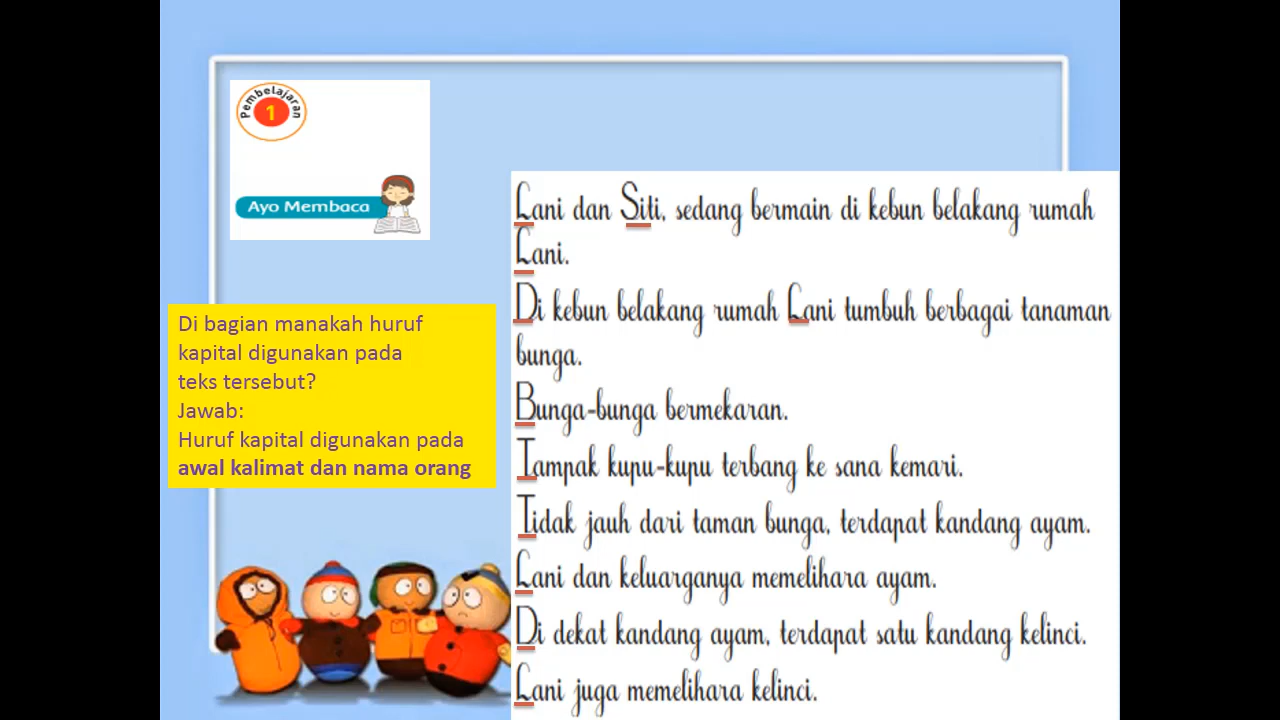 Pembelajaran
1
Ayo Membaca
Lani dan Siti, sedang bermain di kebun belakang rumah
Lani.
Di kebun belakang rumah Lani tumbuh berbagai tanaman
bunga.
Bunga-bunga bermekaran.
Tampak kupu-kupu terbang ke sana kemari.
Tidak jauh dari taman bunga, terdapat kandang ayam.
Lani dan keluarganya memelihara ayam.
Di dekat kandang ayam, terdapat satu kandang kelinci.
Lani juga memelihara kelinci.
Di bagian manakah huruf
kapital digunakan pada
teks tersebut?
Jawab:
Huruf kapital digunakan pada
awal kalimat dan nama orang